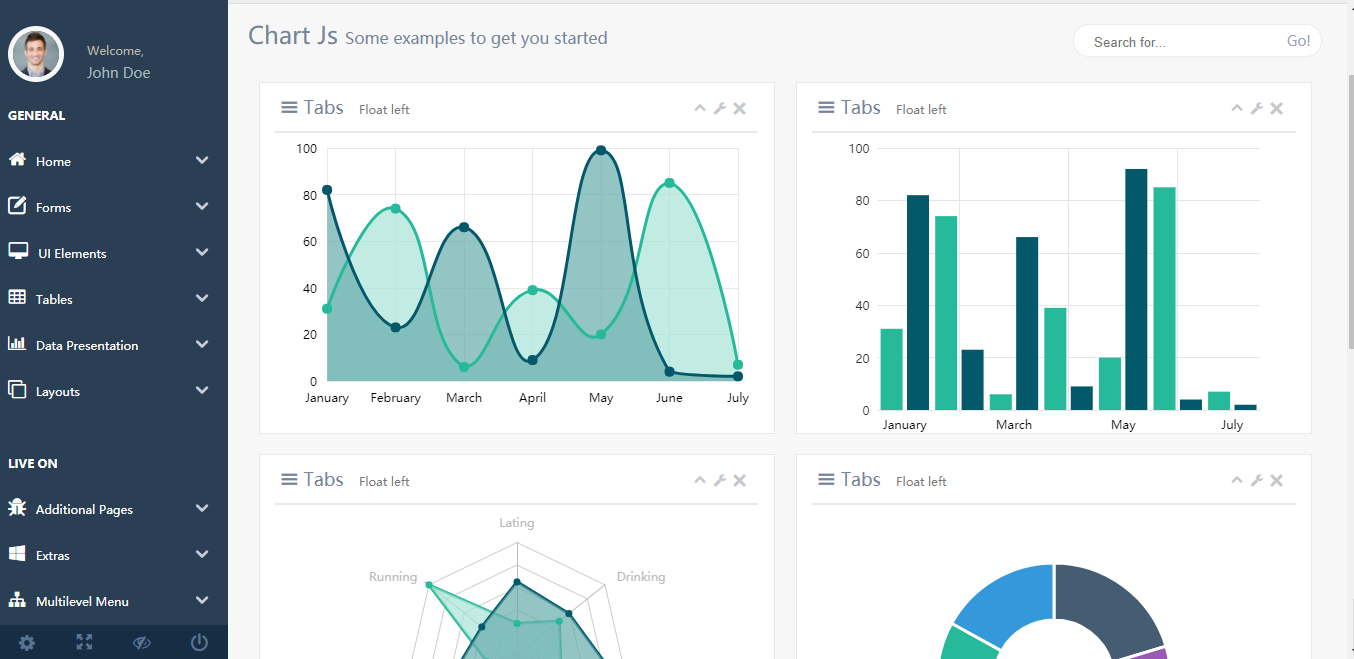 Welcome,
John Doe
GENERAL
Home
Forms
UI Elements
Tables
Data Presentation
Layouts
LIVE ON
Additional Pages
Extras
Multilevel Menu
Chart Js Some examples to get you started
Search for... Go!
Tabs Float left
100
80
60
40
20
0
January February March April May June July
Tabs Float left
100
80
60
40
20
0
January March May July
Tabs Float left
Lating
Running Drinking
Tabs Float left